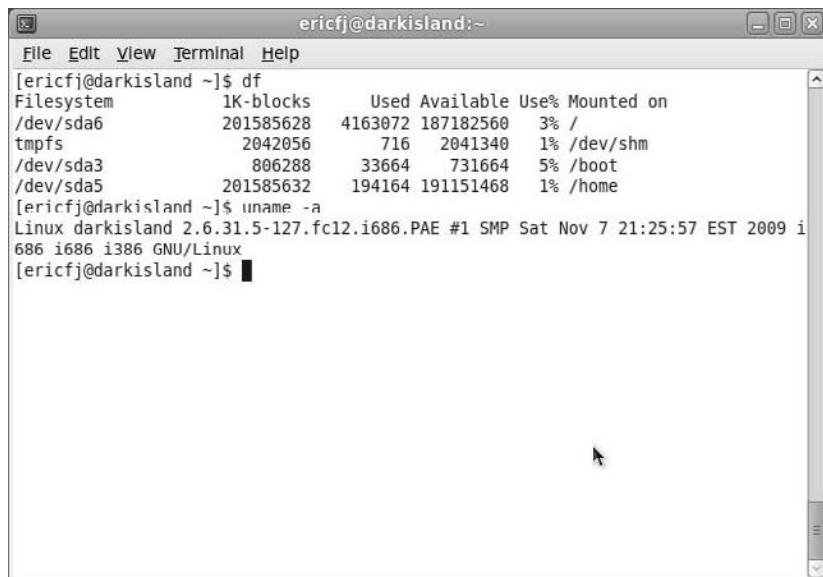 ericfj@darkisland:~
File Edit View Terminal Help
[ericfj@darkisland ~]$ df
Filesystem 1K-blocks Used Available Use% Mounted on
/dev/sda6 201585628 4163072 187182560 3% /
tmpfs 2042056 716 2041340 1% /dev/shm
/dev/sda3 806288 33664 731664 5% /boot
/dev/sda5 201585632 194164 191151468 1% /home
[ericfj@darkisland ~]$ uname -a
Linux darkisland 2.6.31.5-127.fc12.i686.PAE #1 SMP Sat Nov 7 21:25:57 EST 2009 i
686 i686 i386 GNU/Linux
[ericfj@darkisland ~]$